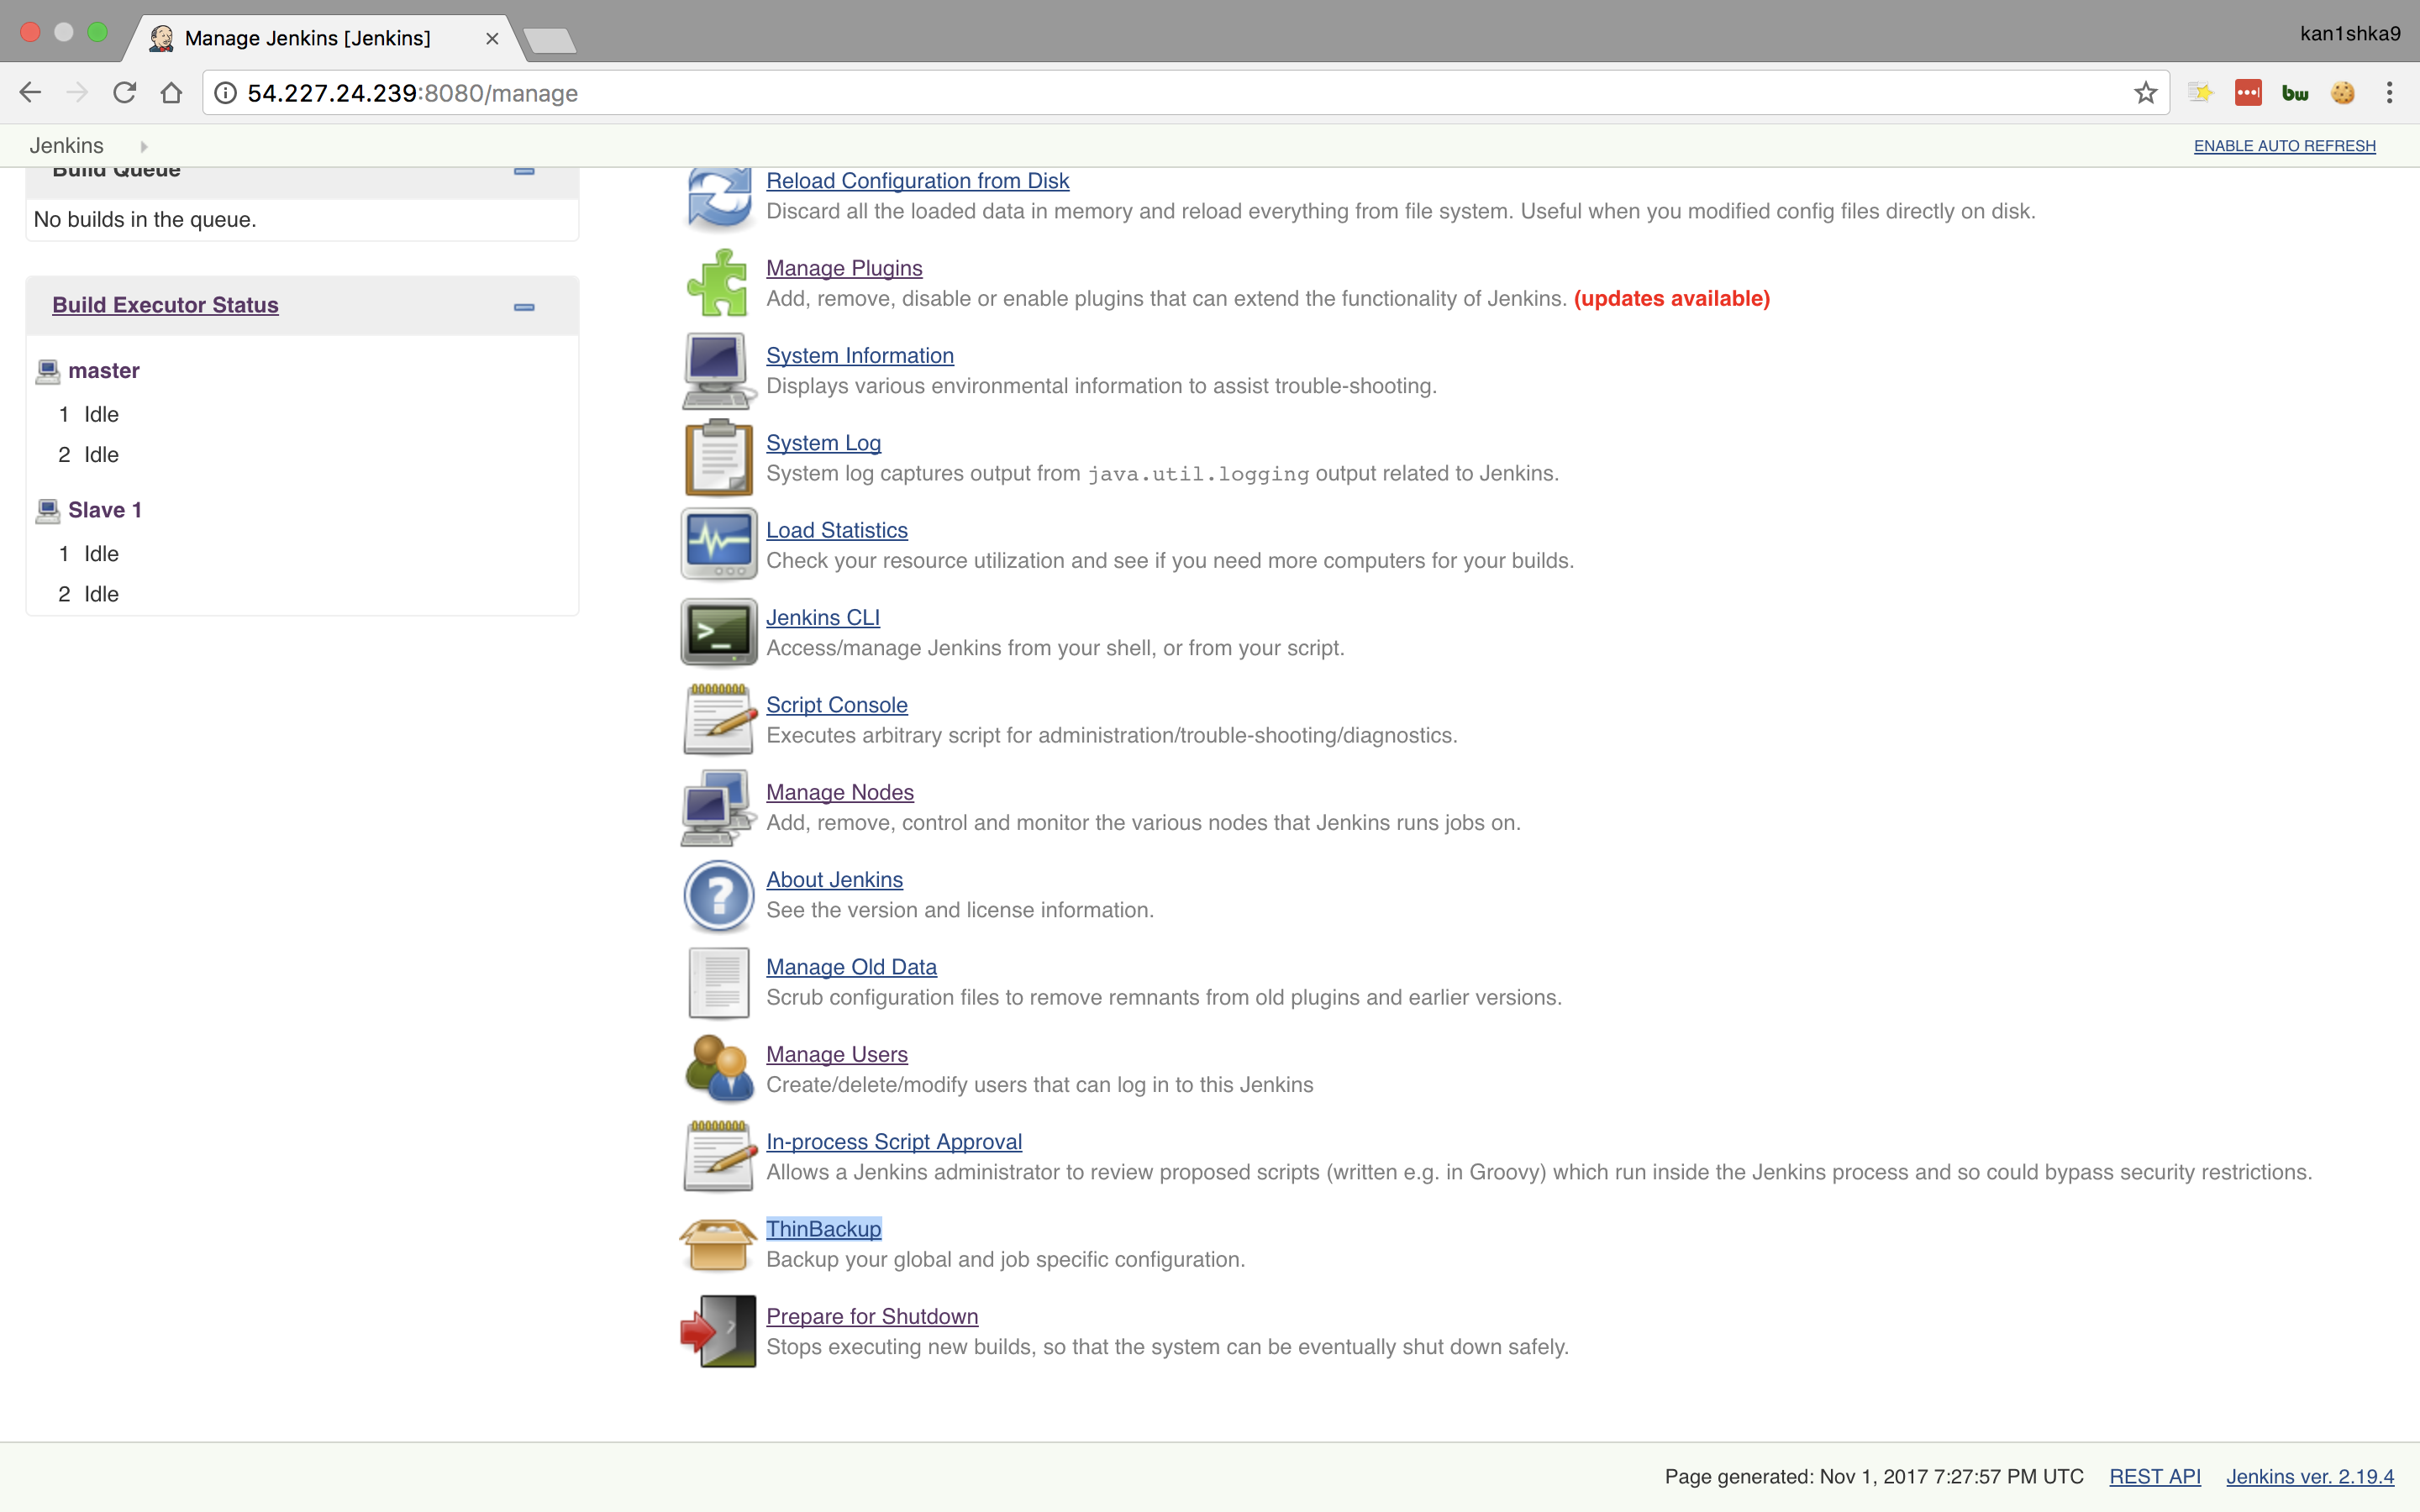 Manage Jenkins [Jenkins]
kan1shka9
54.227.24.239:8080/manage
bw
Jenkins
ENABLE AUTO REFRESH
Build Queue
No builds in the queue.
Build Executor Status
master
1 Idle
2 Idle
Slave 1
1 Idle
2 Idle
Reload Configuration from Disk
Discard all the loaded data in memory and reload everything from file system. Useful when you modified config files directly on disk.
Manage Plugins
Add, remove, disable or enable plugins that can extend the functionality of Jenkins. (updates available)
System Information
Displays various environmental information to assist trouble-shooting.
System Log
System log captures output from java.util.logging output related to Jenkins.
Load Statistics
Check your resource utilization and see if you need more computers for your builds.
Jenkins CLI
Access/manage Jenkins from your shell, or from your script.
Script Console
Executes arbitrary script for administration/trouble-shooting/diagnostics.
Manage Nodes
Add, remove, control and monitor the various nodes that Jenkins runs jobs on.
About Jenkins
See the version and license information.
Manage Old Data
Scrub configuration files to remove remnants from old plugins and earlier versions.
Manage Users
Create/delete/modify users that can log in to this Jenkins
In-process Script Approval
Allows a Jenkins administrator to review proposed scripts (written e.g. in Groovy) which run inside the Jenkins process and so could bypass security restrictions.
ThinBackup
Backup your global and job specific configuration.
Prepare for Shutdown
Stops executing new builds, so that the system can be eventually shut down safely.
Page generated: Nov 1, 2017 7:27:57 PM UTC REST API Jenkins ver. 2.19.4